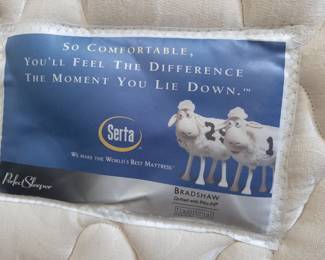 So Comfortable,
You'll Feel The Difference
The Moment You Lie Down.™
Serta
We make the World's Best Mattress™
Perfect Sleeper
Bradshaw